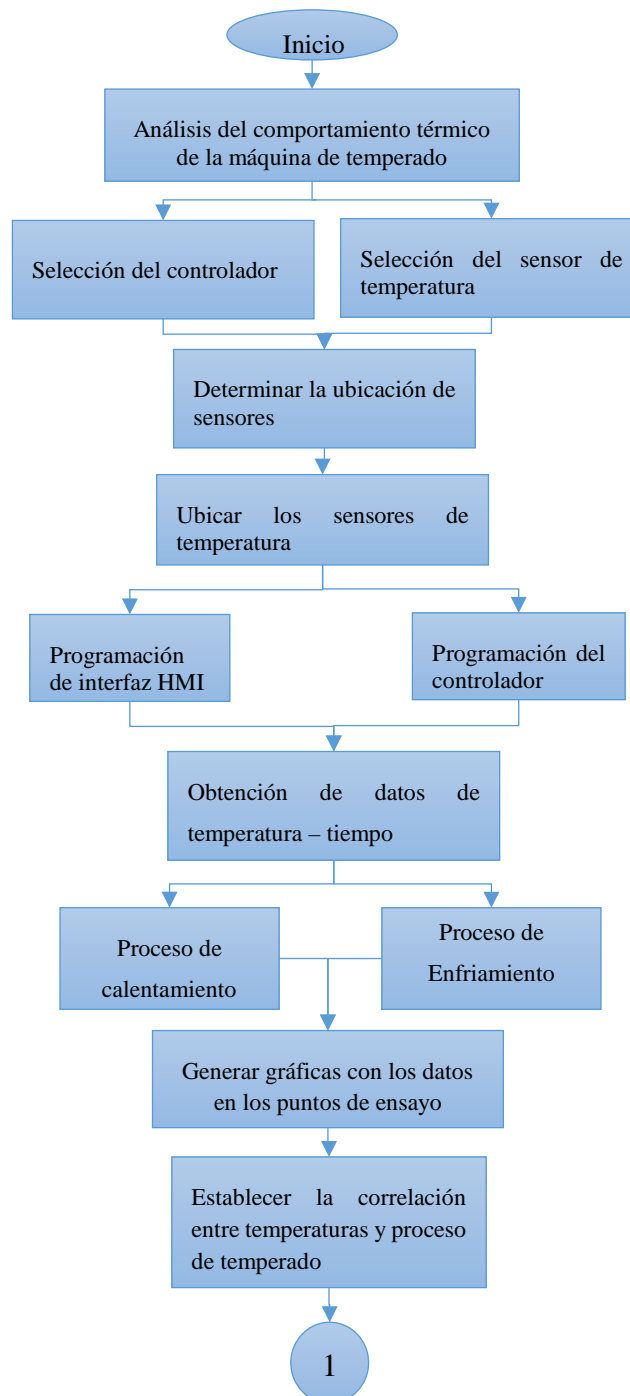 Inicio
Análisis del comportamiento térmico
de la máquina de temperado
Selección del controlador
Selección del sensor de
temperatura
Determinar la ubicación de
sensores
Ubicar los sensores de
temperatura
Programación
de interfaz HMI
Programación del
controlador
Obtención de datos de
temperatura – tiempo
Proceso de
calentamiento
Proceso de
Enfriamiento
Generar gráficas con los datos
en los puntos de ensayo
Establecer la correlación
entre temperaturas y proceso
de temperado
1